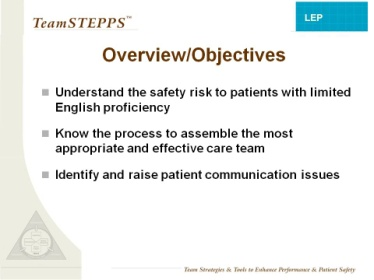 TeamSTEPPS™
LEP
Overview/Objectives
Understand the safety risk to patients with limited
English proficiency
Know the process to assemble the most
appropriate and effective care team
Identify and raise patient communication issues
Team Strategies & Tools to Enhance Performance & Patient Safety